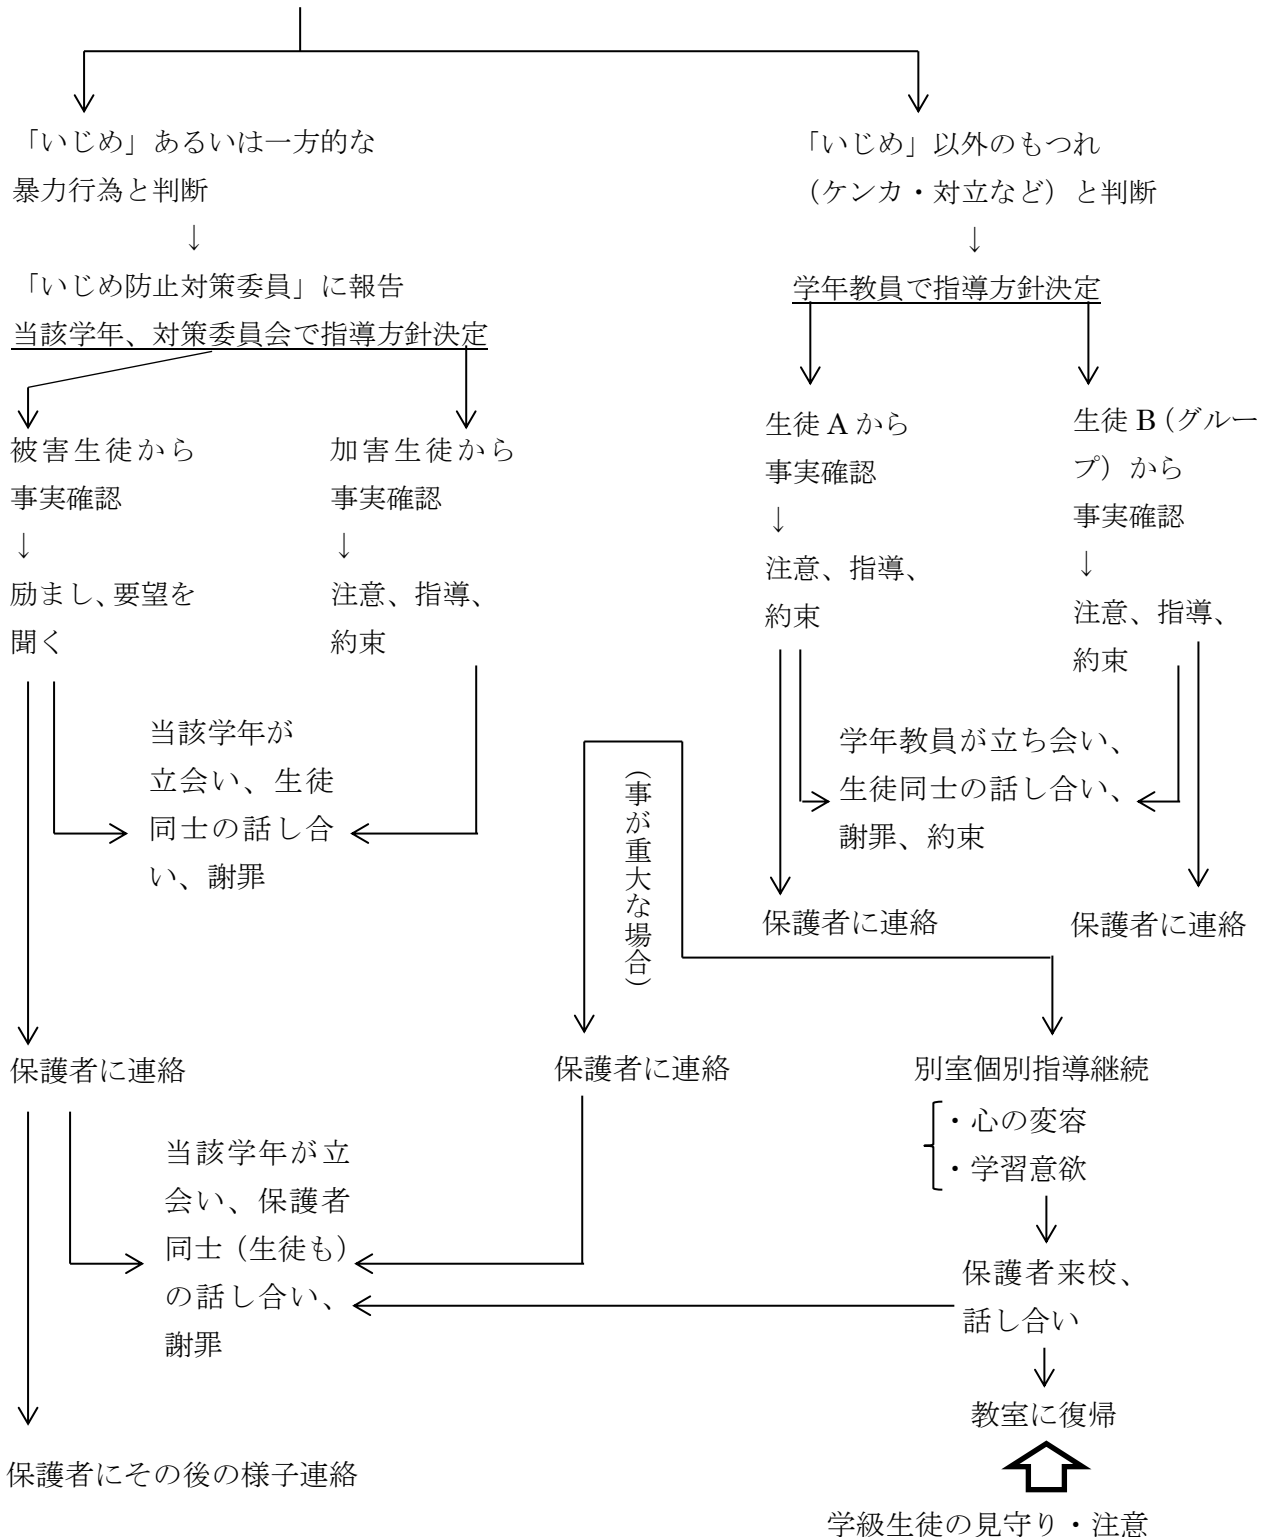 「いじめ」あるいは一方的な
暴力行為と判断
↓
「いじめ防止対策委員」に報告
当該学年、対策委員会で指導方針決定
被害生徒から
事実確認
↓
励まし、要望を
聞く
加害生徒から
事実確認
↓
注意、指導、
約束
当該学年が
立会い、生徒
同士の話し合
い、謝罪
「いじめ」以外のもつれ
（ケンカ・対立など）と判断
↓
学年教員で指導方針決定
生徒 A から
事実確認
↓
注意、指導、
約束
生徒 B（グルー
プ）から
事実確認
↓
注意、指導、
約束
学年教員が立ち会い、
生徒同士の話し合い、
謝罪、約束
保護者に連絡
保護者に連絡
（事が重大な場合）
保護者に連絡
保護者に連絡
別室個別指導継続
・心の変容
・学習意欲
当該学年が立
会い、保護者
同士（生徒も）
の話し合い、
謝罪
保護者来校、
話し合い
教室に復帰
保護者にその後の様子連絡
学級生徒の見守り・注意